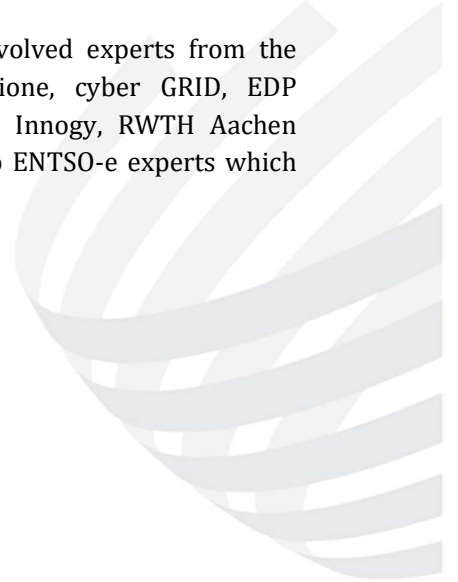 volved experts from the
ione, cyber GRID, EDP
Innogy, RWTH Aachen
ENTSO-e experts which